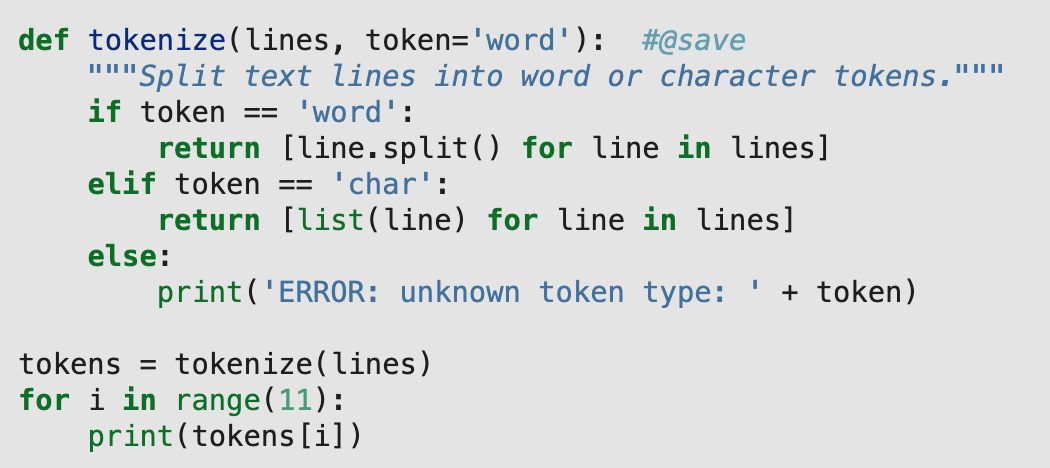 def tokenize(lines, token='word'):  #@save
    """Split text lines into word or character tokens."""
    if token == 'word':
        return [line.split() for line in lines]
    elif token == 'char':
        return [list(line) for line in lines]
    else:
        print('ERROR: unknown token type: ' + token)

tokens = tokenize(lines)
for i in range(11):
    print(tokens[i])